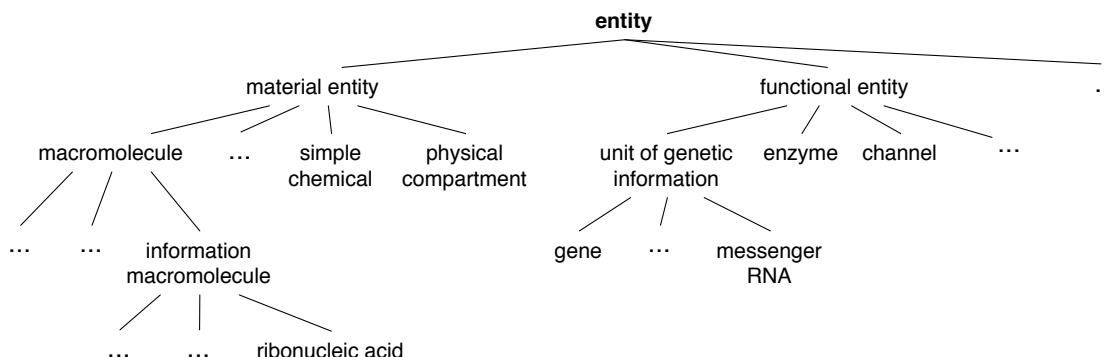 entity
material entity
functional entity
.
macromolecule
...
simple
chemical
physical
compartment
unit of genetic
information
enzyme
channel
...
...
...
information
macromolecule
gene
...
messenger
RNA
...
...
ribonucleic acid